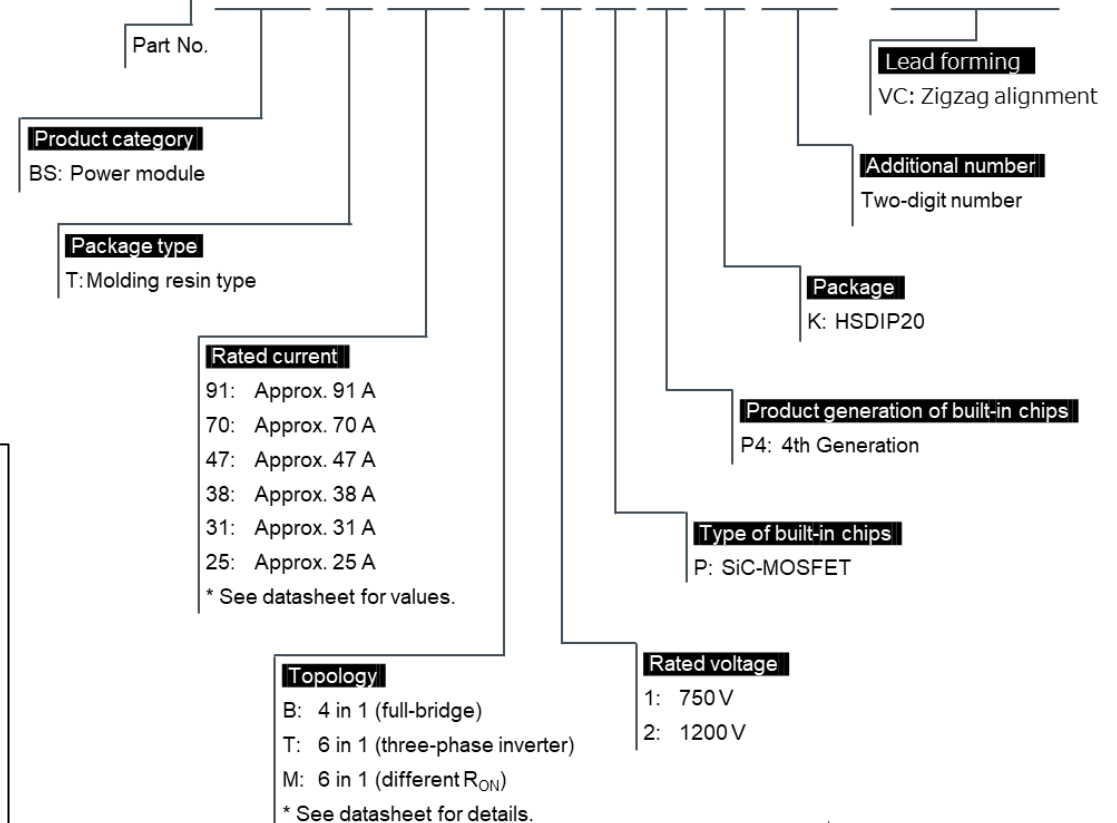 Part No.
Product category
BS: Power module
Package type
T: Molding resin type
Rated current
91: Approx. 91 A
70: Approx. 70 A
47: Approx. 47 A
38: Approx. 38 A
31: Approx. 31 A
25: Approx. 25 A
* See datasheet for values.
Topology
B: 4 in 1 (full-bridge)
T: 6 in 1 (three-phase inverter)
M: 6 in 1 (different RON)
* See datasheet for details.
Rated voltage
1: 750 V
2: 1200 V
Type of built-in chips
P: SiC-MOSFET
Product generation of built-in chips
P4: 4th Generation
Package
K: HSDIP20
Additional number
Two-digit number
Lead forming
VC: Zigzag alignment